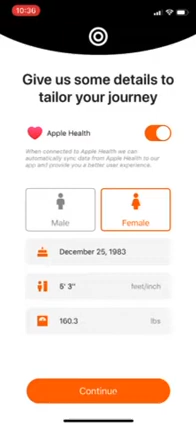 10:36
Give us some details to
tailor your journey
Apple Health
When connected to Apple Health we can
automatically sync data from Apple Health to our
app and provide you a better user experience.
Male
Female
December 25, 1983
5' 3"
feet/inch
160.3
lbs
Continue